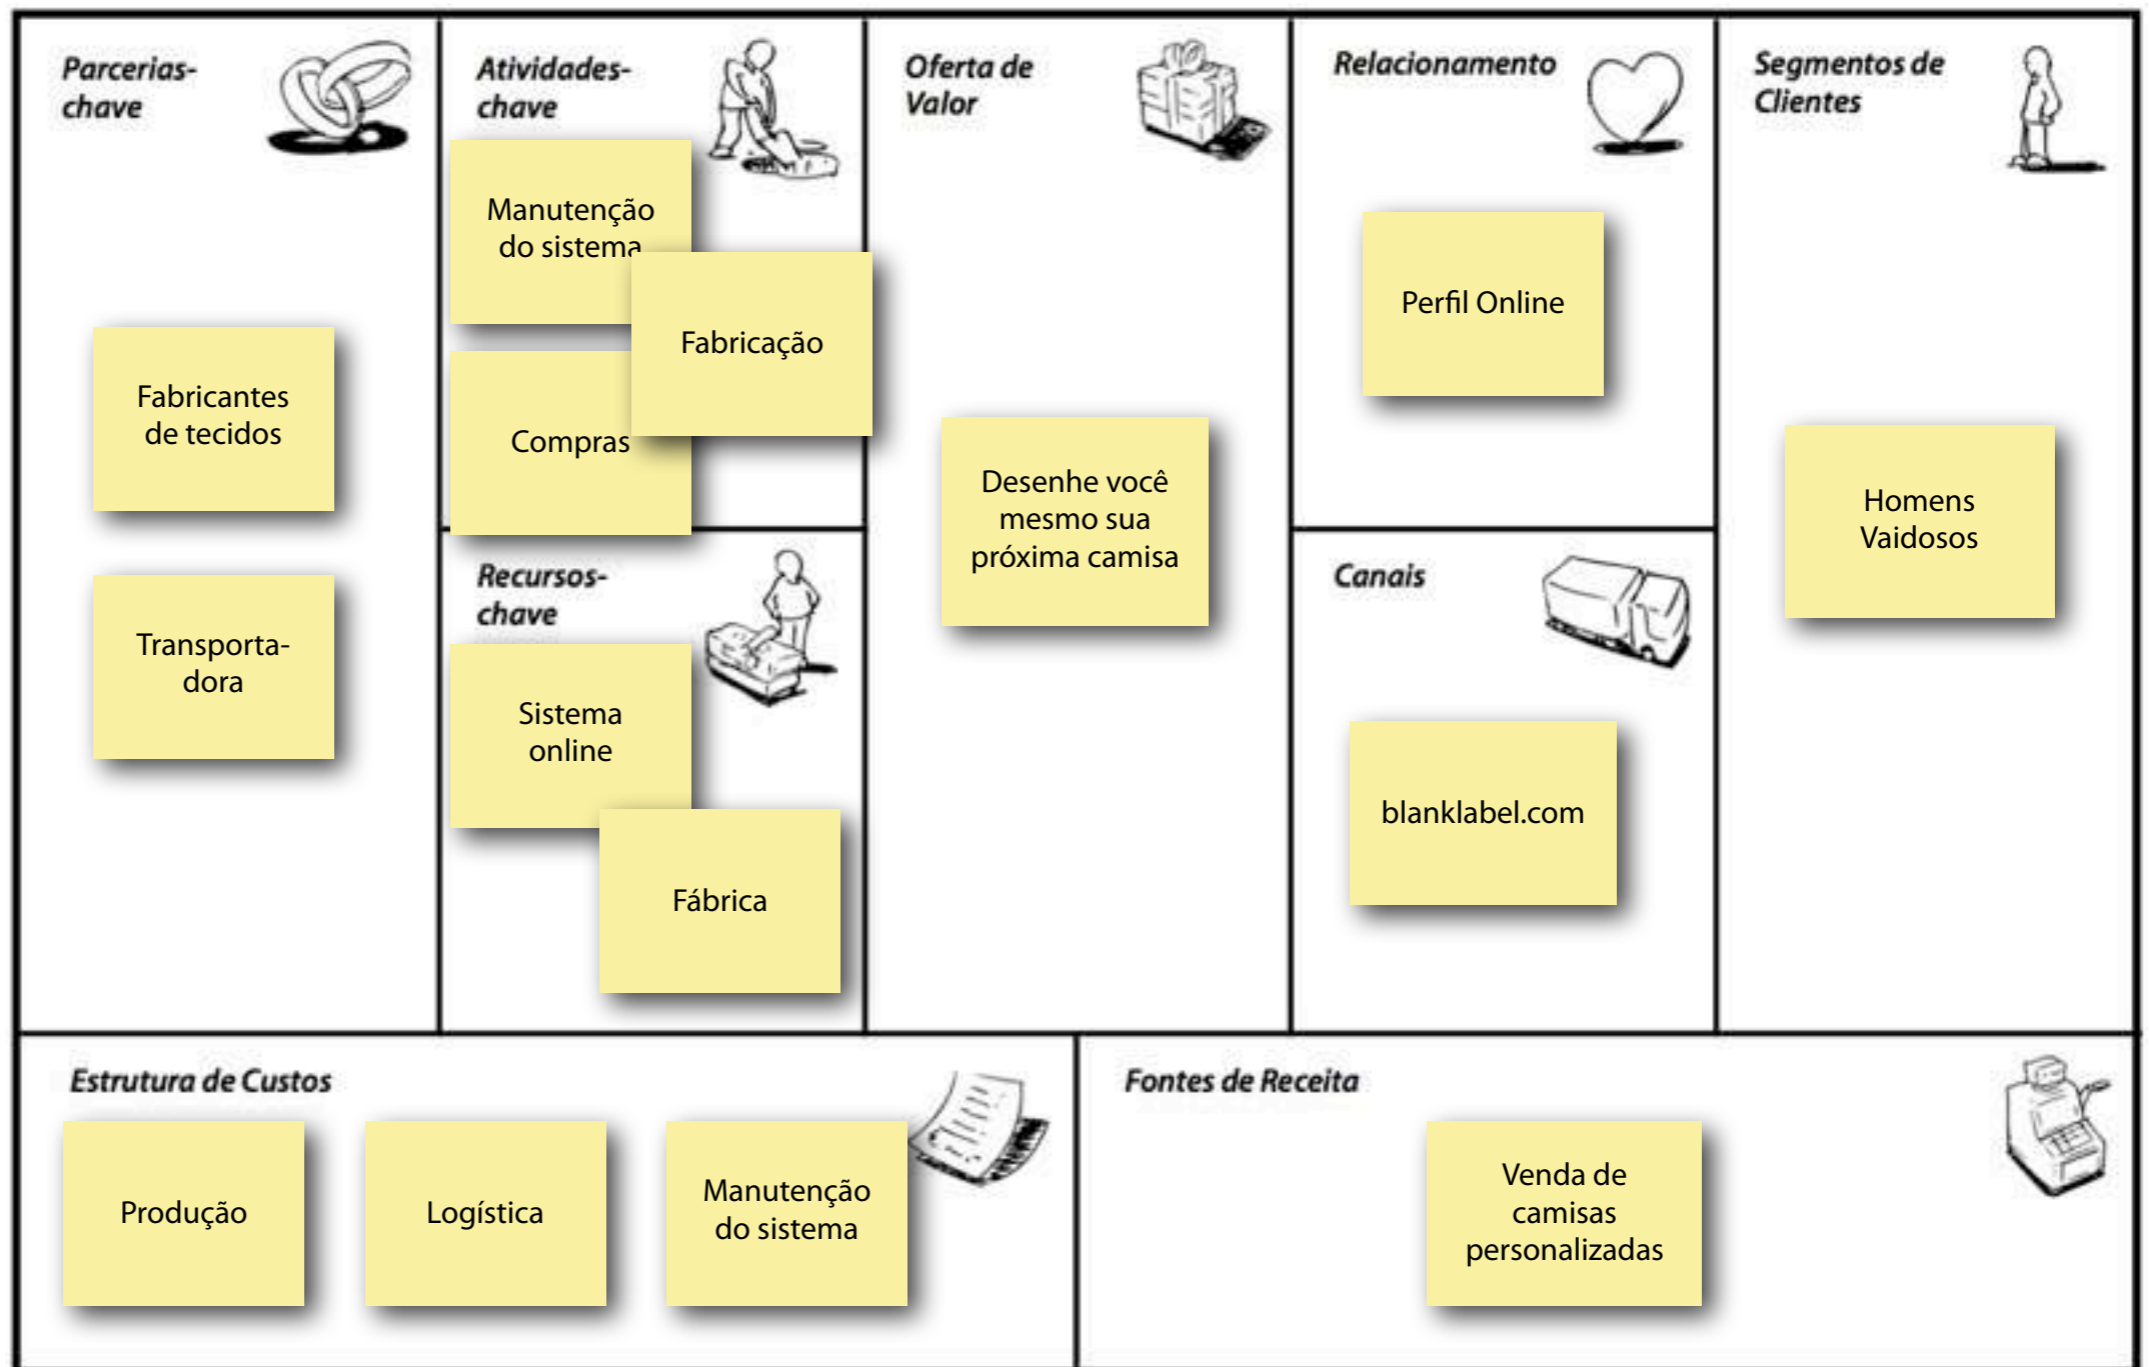 Parcerias-
chave
Fabricantes
de tecidos
Transporta-
dora
Atividades-
chave
Manutenção
do sistema
Fabricação
Compras
Recursos-
chave
Sistema
online
Fábrica
Oferta de
Valor
Desenhe você
mesmo sua
próxima camisa
Relacionamento
Perfil Online
Canais
blanklabel.com
Segmentos de
Clientes
Homens
Vaidosos
Estrutura de Custos
Produção
Logística
Manutenção
do sistema
Fontes de Receita
Venda de
camisas
personalizadas